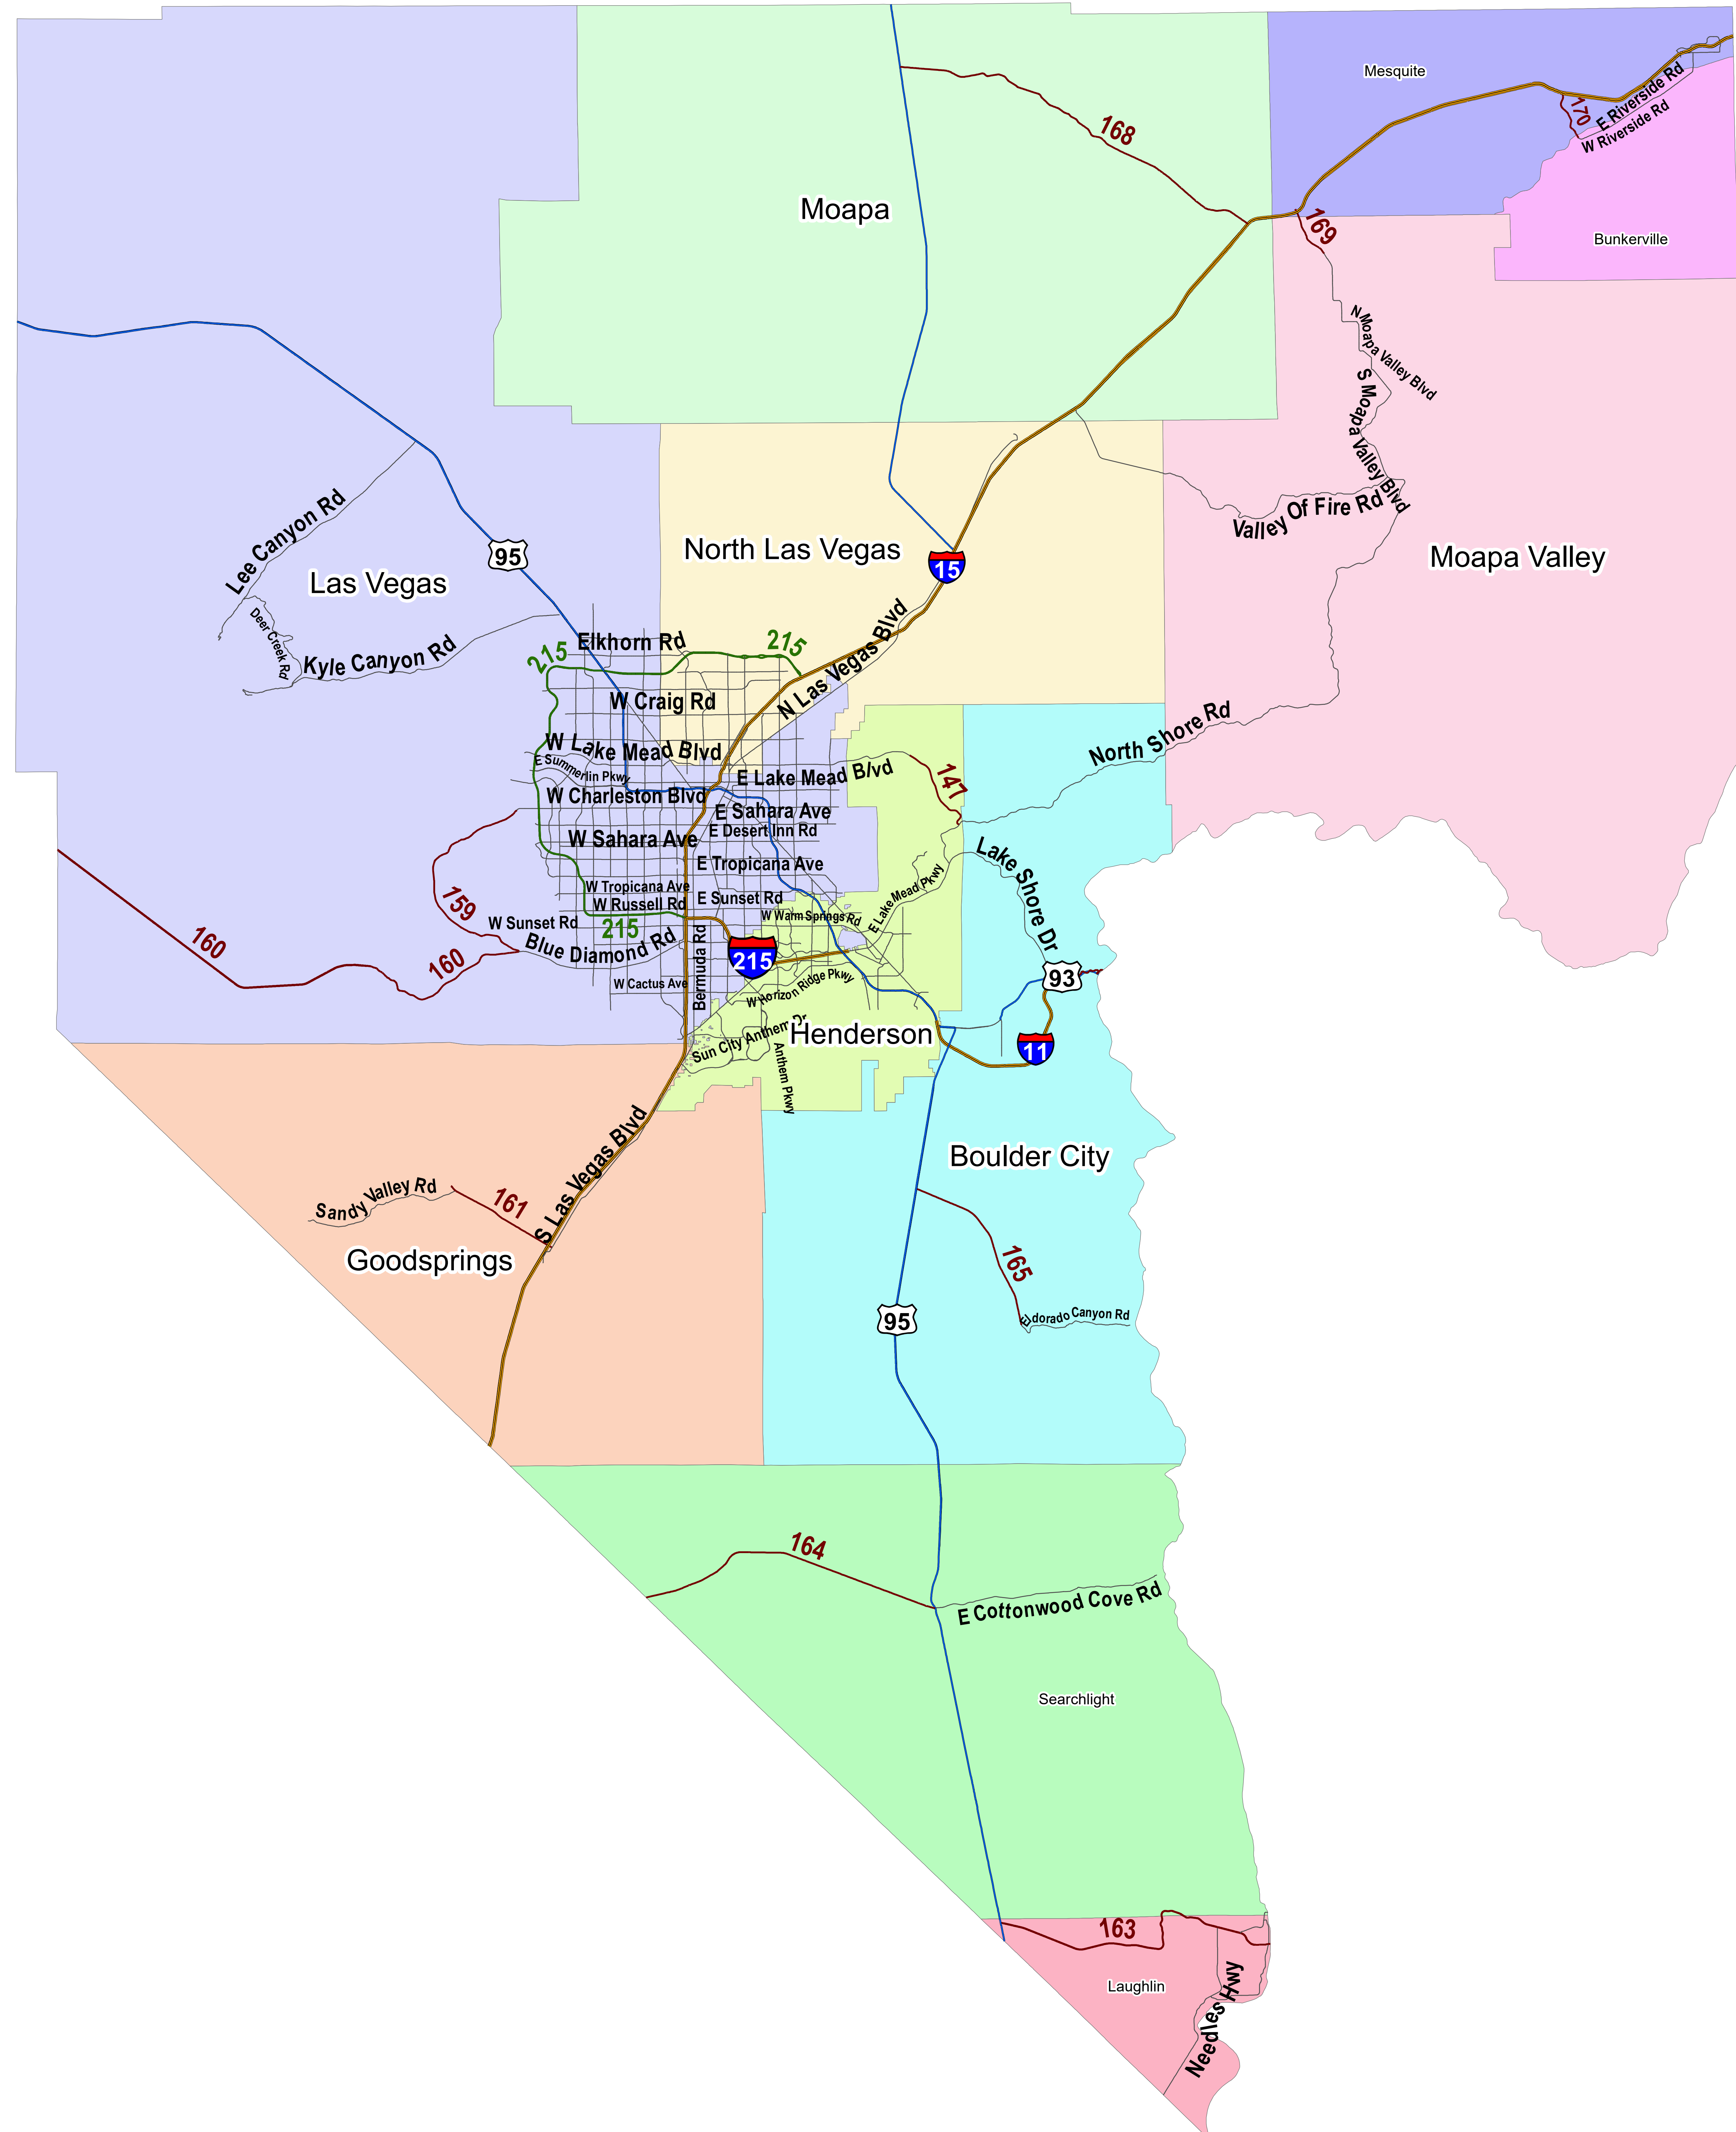 Mesquite
170
E Riverside Rd
W Riverside Rd
168
Moapa
169
Bunkerville
N Moapa Valley Blvd
S Moapa Valley Blvd
Lee Canyon Rd
Valley Of Fire Rd
95
North Las Vegas
15
Moapa Valley
Las Vegas
Deer Creek Rd
Kyle Canyon Rd
215
Elkhorn Rd
215
N Las Vegas Blvd
W Craig Rd
North Shore Rd
W Lake Mead Blvd
E Summerlin Pkwy
E Lake Mead Blvd
147
W Charleston Blvd
E Sahara Ave
E Desert Inn Rd
W Sahara Ave
E Tropicana Ave
Lake Shore Dr
W Tropicana Ave
159
W Russell Rd
E Sunset Rd
E Lake Mead Pkwy
W Sunset Rd
215
W Warm Springs Rd
160
160
Blue Diamond Rd
Bermuda Rd
215
93
W Cactus Ave
W Horizon Ridge Pkwy
Sun City Anthem Dr
Henderson
11
Anthem Pkwy
S Las Vegas Blvd
Boulder City
Sandy Valley Rd
161
Goodsprings
165
95
Eldorado Canyon Rd
164
E Cottonwood Cove Rd
Searchlight
163
Laughlin
Needles Hwy